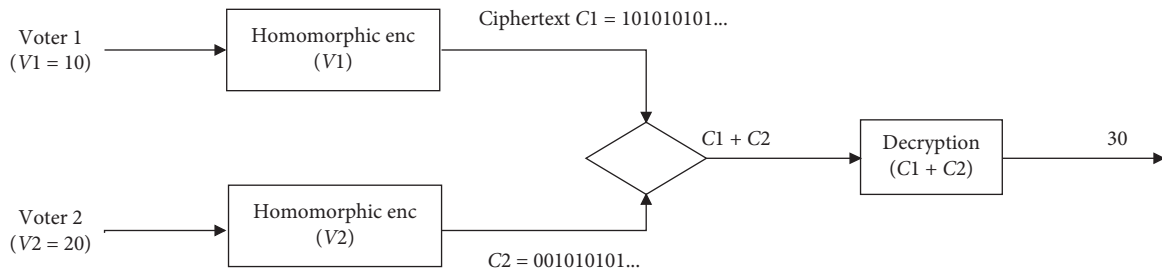 Voter 1
(V1 = 10)
Homomorphic enc
(V1)
Ciphertext C1 = 101010101...
C1 + C2
Decryption
(C1 + C2)
30
Voter 2
(V2 = 20)
Homomorphic enc
(V2)
C2 = 001010101...